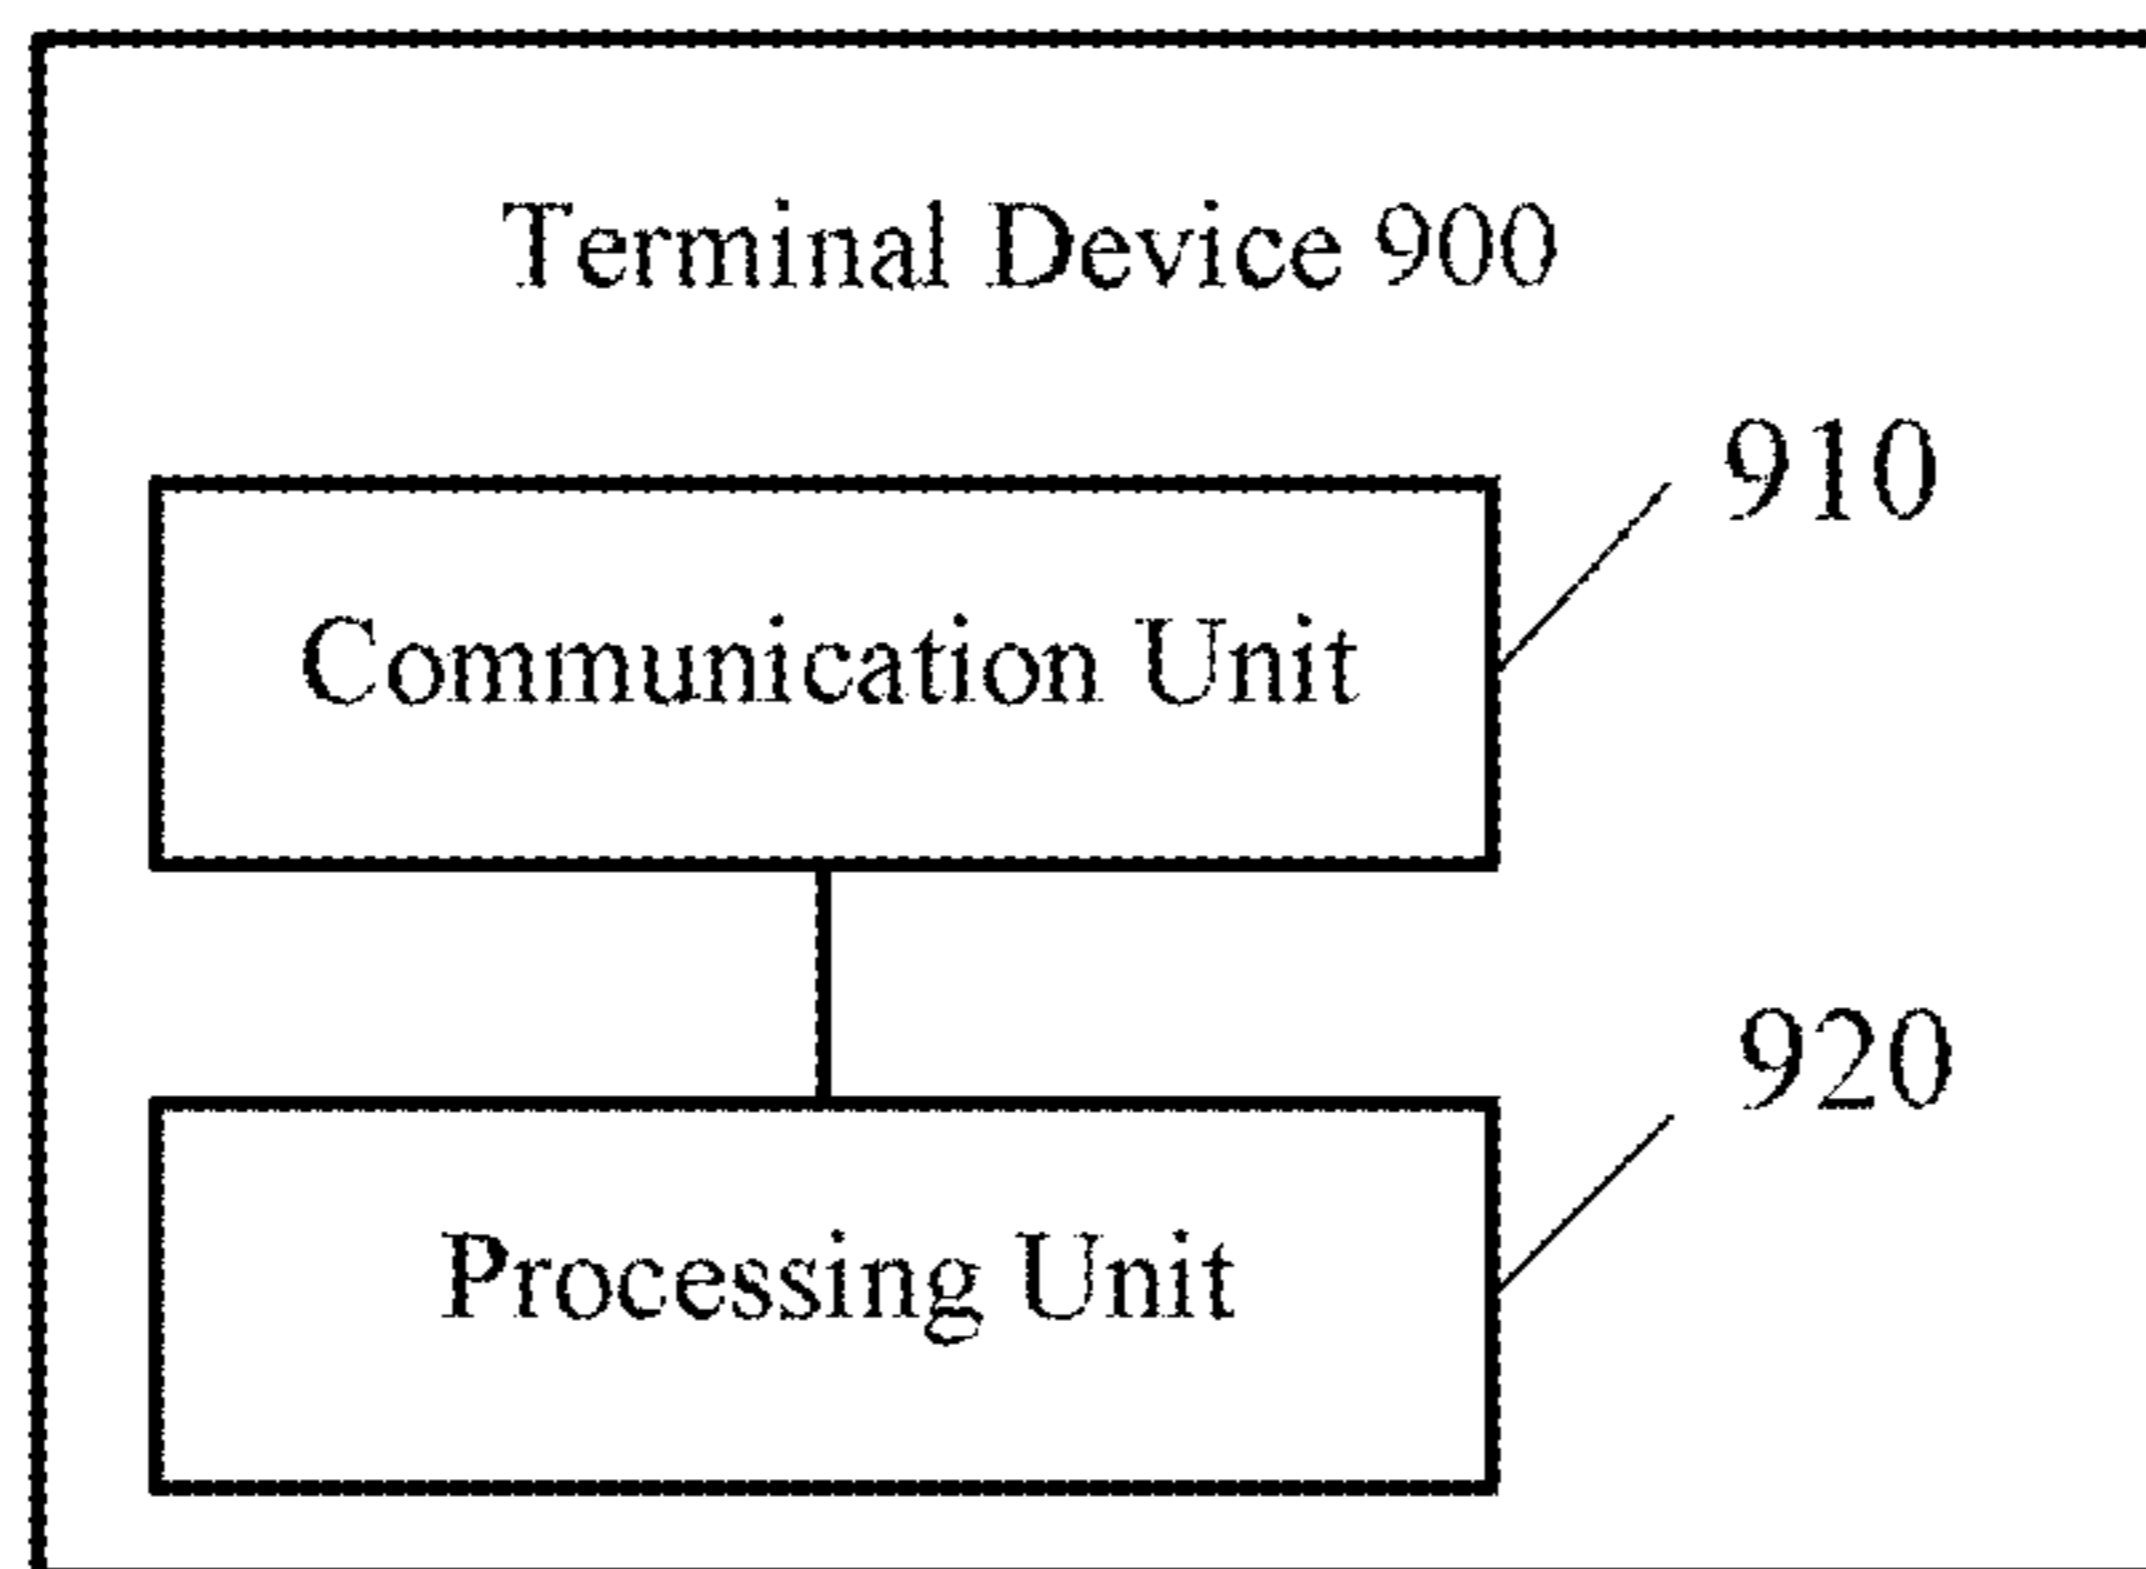 Terminal Device 900
910
Communication Unit
920
Processing Unit